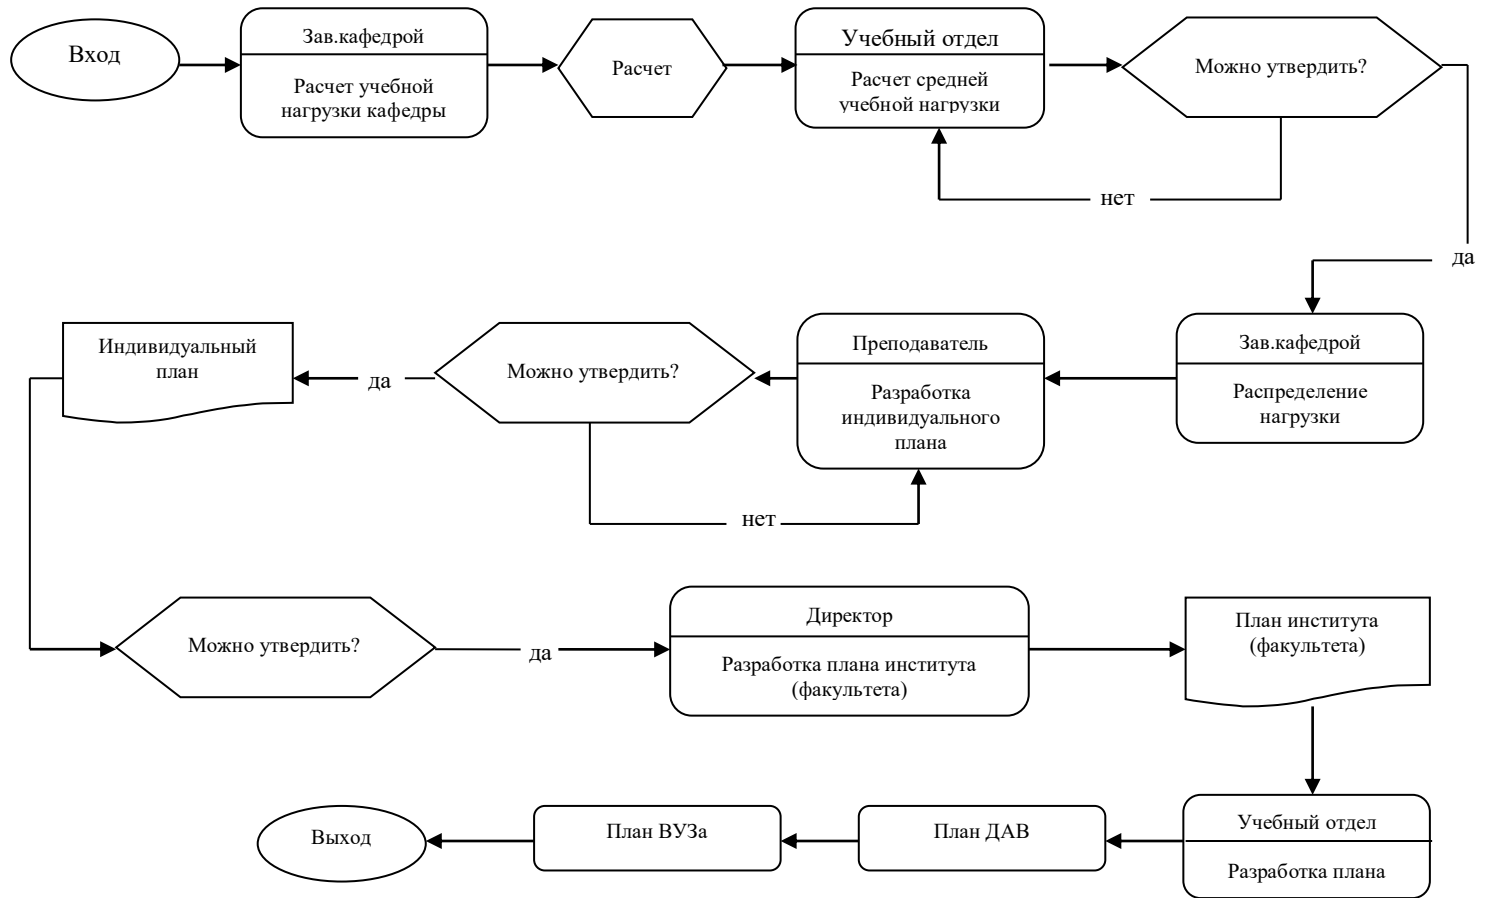 Вход
Зав.кафедрой
Расчет учебной
нагрузки кафедры
Расчет
Учебный отдел
Расчет средней
учебной нагрузки
Можно утвердить?
нет
да
Зав.кафедрой
Распределение
нагрузки
Преподаватель
Разработка
индивидуального
плана
Можно утвердить?
нет
да
Индивидуальный
план
Можно утвердить?
да
Директор
Разработка плана института
(факультета)
План института
(факультета)
Учебный отдел
Разработка плана
План ДАВ
План ВУЗа
Выход